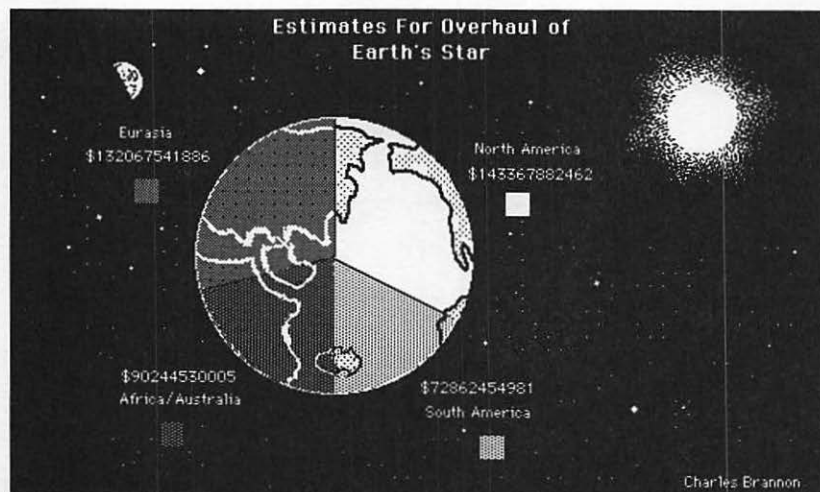 Estimates For Overhaul of
Earth's Star
Eurasia
$132067541886
North America
$143367882462
$90244530005
Africa/Australia
$72862454981
South America
Charles Brannon